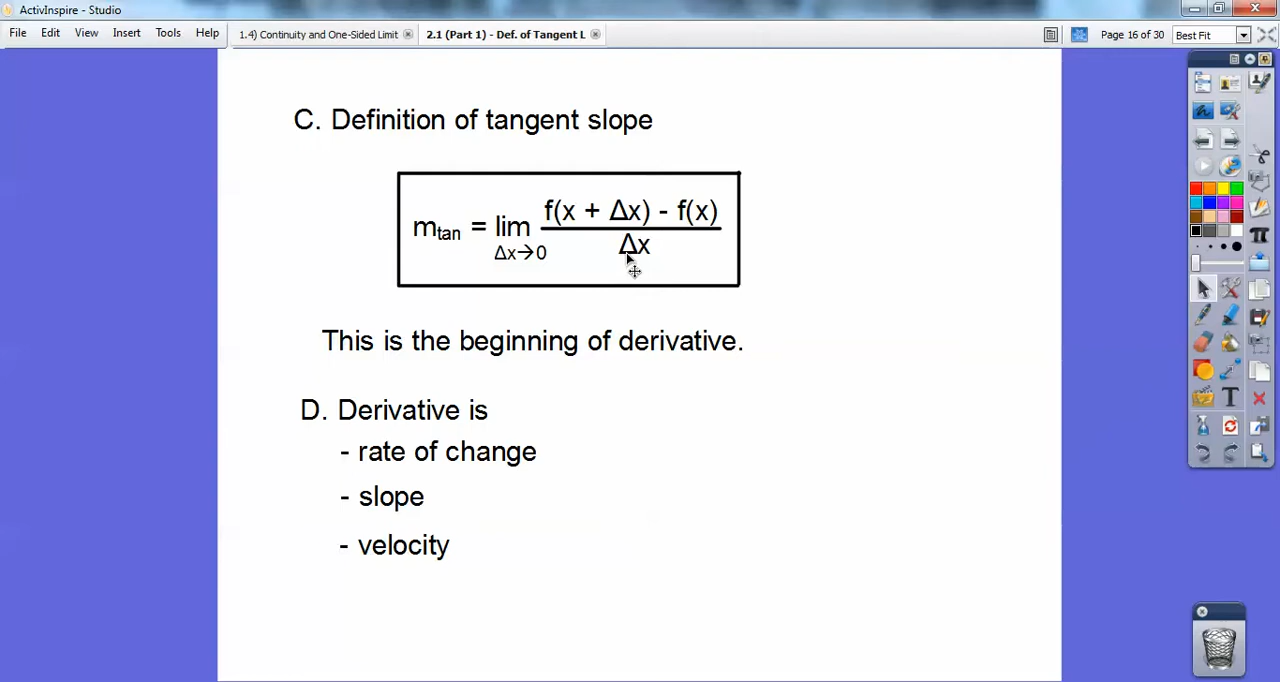 ActivInspire - Studio
File Edit View Insert Tools Help
1.4) Continuity and One-Sided Limit
2.1 (Part 1) - Def. of Tangent L
Page 16 of 30
Best Fit
C. Definition of tangent slope
f(x + Δx) - f(x)
mtan = lim
Δx
Δx→0
This is the beginning of derivative.
D. Derivative is
- rate of change
- slope
- velocity